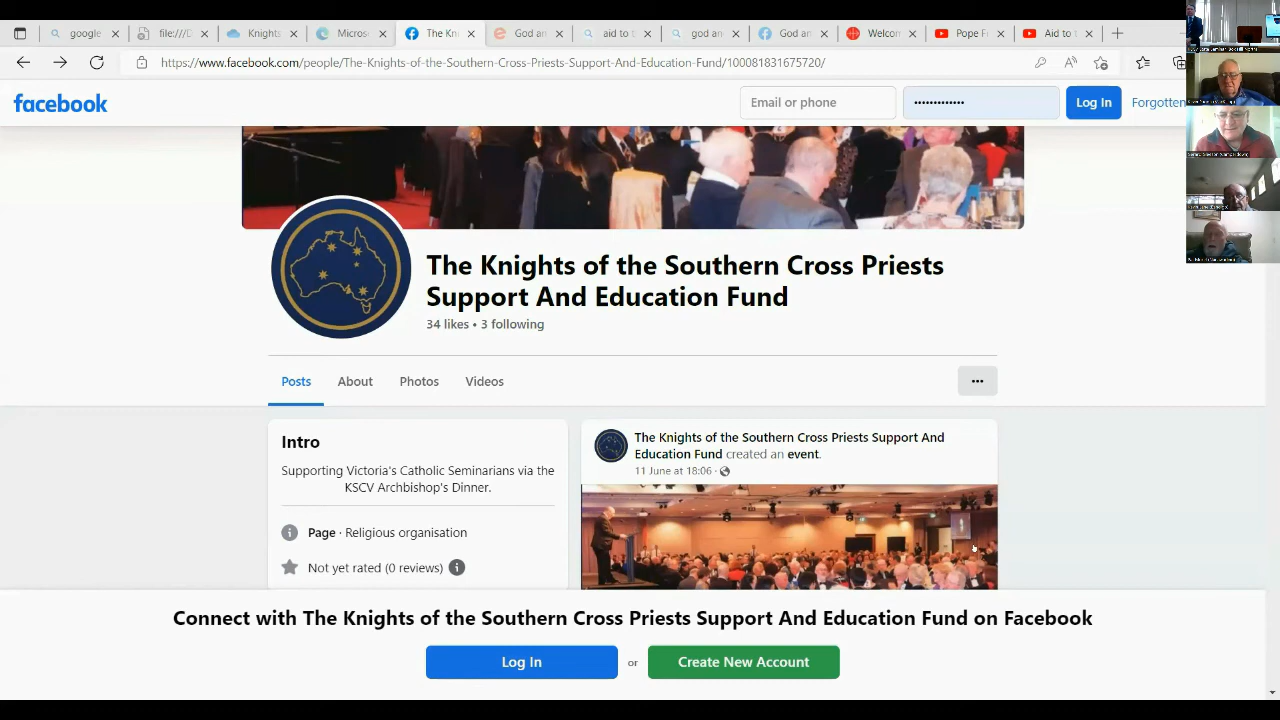 google
file:///D
Knights
Micros
The Kni
God an
aid to t
god an
God an
Welcon
Pope F
Aid to t
https://www.facebook.com/people/The-Knights-of-the-Southern-Cross-Priests-Support-And-Education-Fund/100081631975720/
facebook
Email or phone
•••••••••••••
Log In
Forgotten
The Knights of the Southern Cross Priests
Support And Education Fund
34 likes • 3 following
Posts
About
Photos
Videos
Intro
Supporting Victoria's Catholic Seminarians via the
KSCV Archbishop's Dinner.
Page · Religious organisation
Not yet rated (0 reviews)
The Knights of the Southern Cross Priests Support And
Education Fund created an event.
11 June at 18:06 ·
Connect with The Knights of the Southern Cross Priests Support And Education Fund on Facebook
Log In
or
Create New Account